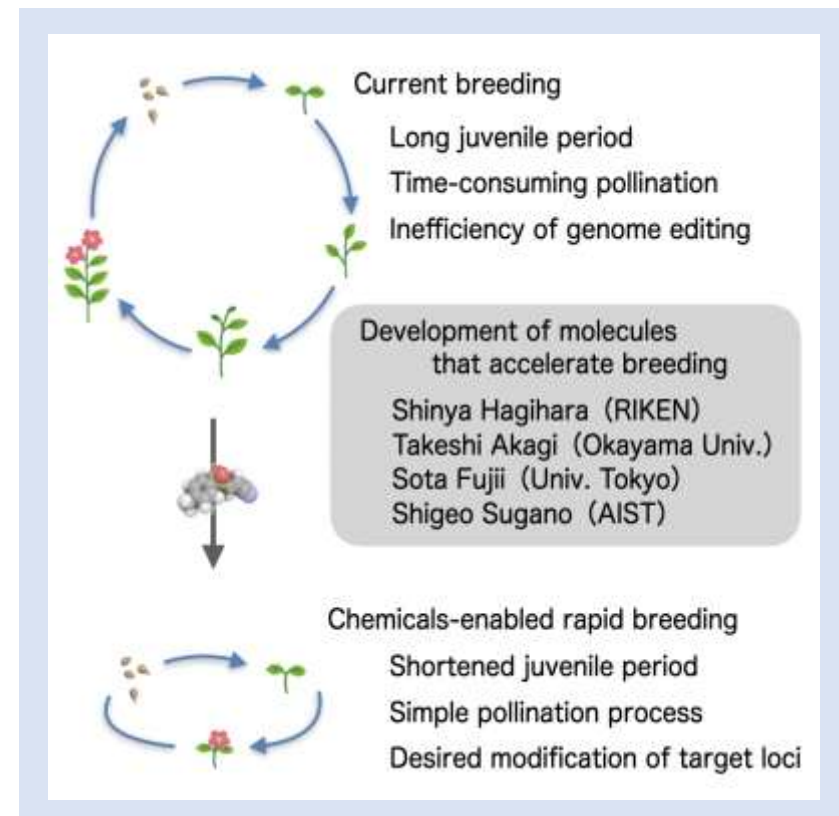 Current breeding
Long juvenile period
Time-consuming pollination
Inefficiency of genome editing
Development of molecules
that accelerate breeding
Shinya Hagihara（RIKEN）
Takeshi Akagi（Okayama Univ.）
Sota Fujii（Univ. Tokyo）
Shigeo Sugano（AIST）
Chemicals-enabled rapid breeding
Shortened juvenile period
Simple pollination process
Desired modification of target loci